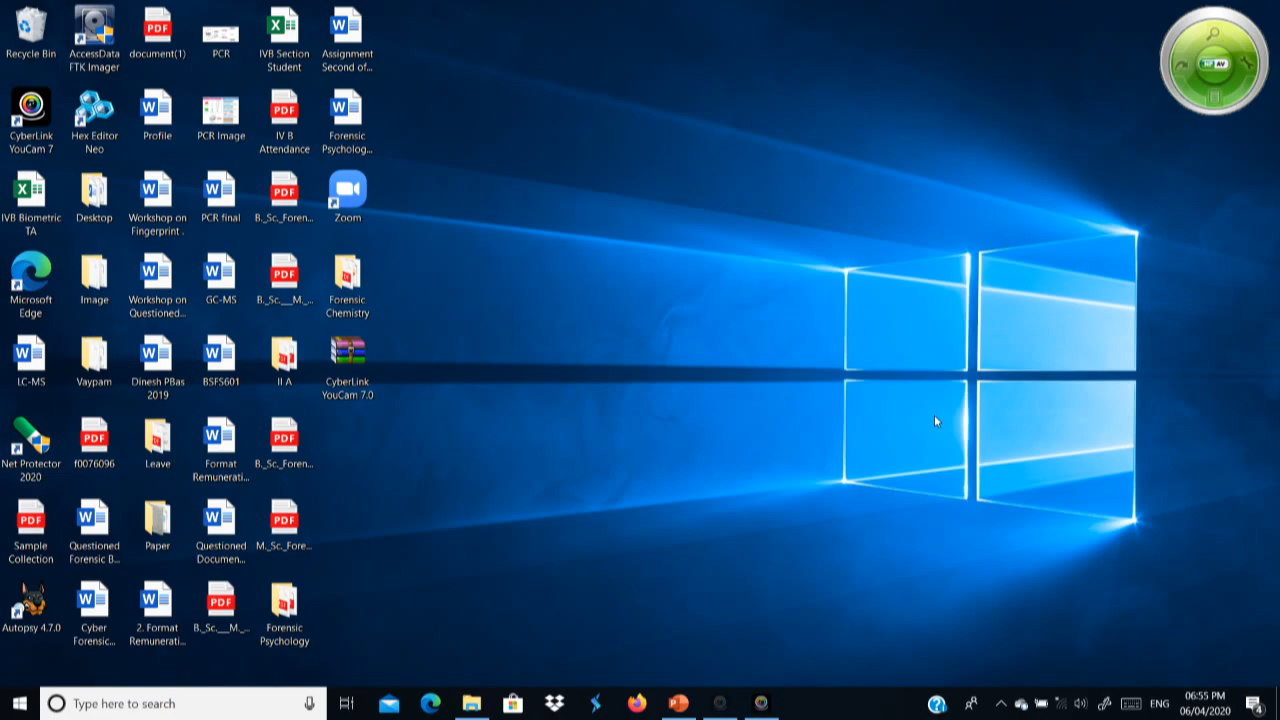 Recycle Bin
AccessData
FTK Imager
document(1)
PCR
IVB Section
Student
Assignment
Second of...
CyberLink
YouCam 7
Hex Editor
Neo
Profile
PCR Image
IV B
Attendance
Forensic
Psycholog...
IVB Biometric
TA
Desktop
Workshop on
Fingerprint .
PCR final
B._Sc._Foren...
Zoom
Microsoft
Edge
Image
Workshop on
Questioned...
GC-MS
B._Sc.__M._...
Forensic
Chemistry
LC-MS
Vaypam
Dinesh PBas
2019
BSFS601
II A
CyberLink
YouCam 7.0
Net Protector
2020
f0076096
Leave
Format
Remunerati...
B._Sc._Foren...
Sample
Collection
Questioned
Forensic B...
Paper
Questioned
Documen...
M._Sc._Fore...
Autopsy 4.7.0
Cyber
Forensic...
2. Format
Remunerati...
B._Sc.__M._...
Forensic
Psychology
NP AV
Type here to search
ENG
06:55 PM
06/04/2020
4